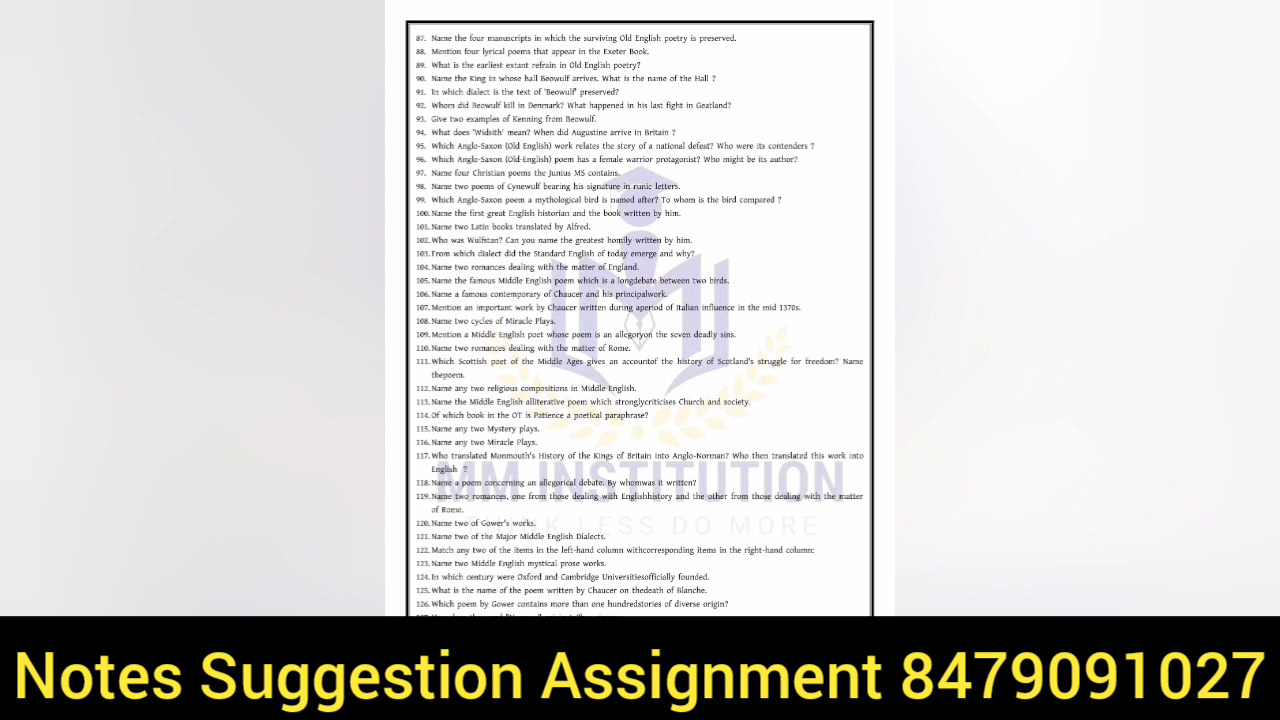 87. Name the four manuscripts in which the surviving Old English poetry is preserved.
88. Mention four lyrical poems that appear in the Exeter Book.
89. What is the earliest extant refrain in Old English poetry?
90. Name the King in whose hall Beowulf arrives. What is the name of the Hall ?
91. In which dialect is the text of 'Beowulf' preserved?
92. Whom did Beowulf kill in Denmark? What happened in his last fight in Geatland?
93. Give two examples of Kenning from Beowulf.
94. What does 'Widsith' mean? When did Augustine arrive in Britain ?
95. Which Anglo-Saxon (Old English) work relates the story of a national defeat? Who were its contenders ?
96. Which Anglo-Saxon (Old-English) poem has a female warrior protagonist? Who might be its author?
97. Name four Christian poems the Junius MS contains.
98. Name two poems of Cynewulf bearing his signature in runic letters.
99. Which Anglo-Saxon poem a mythological bird is named after? To whom is the bird compared ?
100. Name the first great English historian and the book written by him.
101. Name two Latin books translated by Alfred.
102. Who was Wulfstan? Can you name the greatest homily written by him.
103. From which dialect did the Standard English of today emerge and why?
104. Name two romances dealing with the matter of England.
105. Name the famous Middle English poem which is a longdebate between two birds.
106. Name a famous contemporary of Chaucer and his principalwork.
107. Mention an important work by Chaucer written during aperiod of Italian influence in the mid 1370s.
108. Name two cycles of Miracle Plays.
109. Mention a Middle English poet whose poem is an allegoryon the seven deadly sins.
110. Name two romances dealing with the matter of Rome.
111. Which Scottish poet of the Middle Ages gives an accountof the history of Scotland's struggle for freedom? Name
thepoem.
112. Name any two religious compositions in Middle English.
113. Name the Middle English alliterative poem which stronglycriticises Church and society.
114. Of which book in the OT is Patience a poetical paraphrase?
115. Name any two Mystery plays.
116. Name any two Miracle Plays.
117. Who translated Monmouth's History of the Kings of Britain into Anglo-Norman? Who then translated this work into
English ?
MM INSTITUTION
118. Name a poem concerning an allegorical debate. By whomwas it written?
119. Name two romances, one from those dealing with Englishhistory and the other from those dealing with the matter
of Rome.
THINK LESS DO MORE
120. Name two of Gower's works.
121. Name two of the Major Middle English Dialects.
122. Match any two of the items in the left-hand column withcorresponding items in the right-hand column:
123. Name two Middle English mystical prose works.
124. In which century were Oxford and Cambridge Universitiesofficially founded.
125. What is the name of the poem written by Chaucer on thedeath of Blanche.
126. Which poem by Gower contains more than one hundredstories of diverse origin?
Notes Suggestion Assignment 8479091027